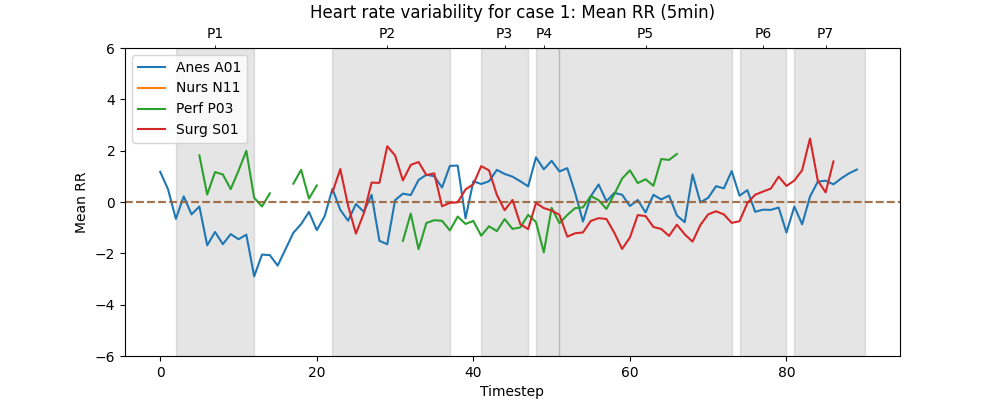 Heart rate variability for case 1: Mean RR (5min)
P1 P2 P3 P4 P5 P6 P7
6
4
2
0
−2
−4
−6
Mean RR
Anes A01
Nurs N11
Perf P03
Surg S01
0 20 40 60 80
Timestep